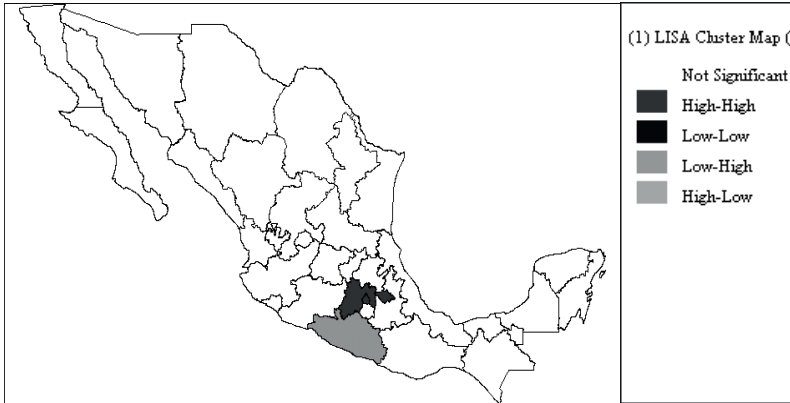 (1) LISA Cluster Map (
Not Significant
High-High
Low-Low
Low-High
High-Low